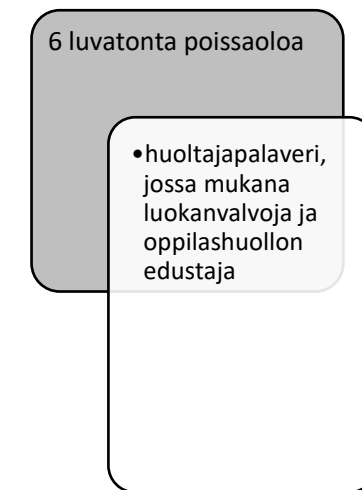 6 luvatonta poissaoloa
•huoltajapalaveri,
jossa mukana
luokanvalvoja ja
oppilashuollon
edustaja